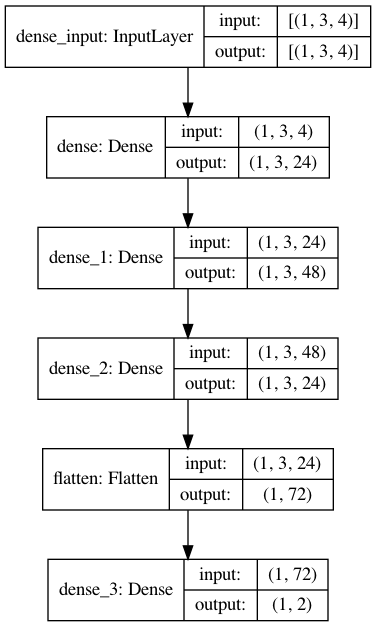 dense_input: InputLayer
input: [(1, 3, 4)]
output: [(1, 3, 4)]
dense: Dense
input: (1, 3, 4)
output: (1, 3, 24)
dense_1: Dense
input: (1, 3, 24)
output: (1, 3, 48)
dense_2: Dense
input: (1, 3, 48)
output: (1, 3, 24)
flatten: Flatten
input: (1, 3, 24)
output: (1, 72)
dense_3: Dense
input: (1, 72)
output: (1, 2)